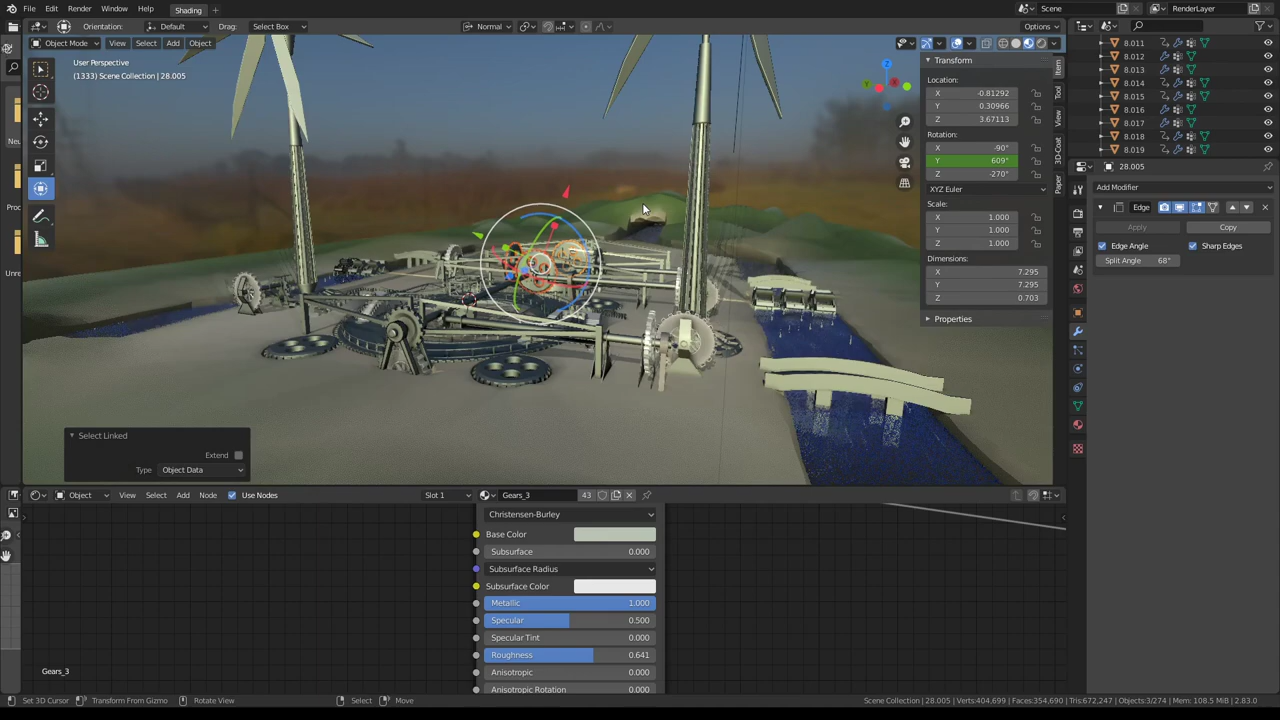 File Edit Render Window Help Shading + Scene RenderLayer
Orientation: Default Drag: Select Box Normal Options
Object Mode View Select Add Object
User Perspective
(1333) Scene Collection | 28.005
Transform
Location:
X -0.81292
Y 0.30966
Z 3.67113
Rotation:
X -90°
Y 609°
Z -270°
XYZ Euler
Scale:
X 1.000
Y 1.000
Z 1.000
Dimensions:
X 7.295
Y 7.295
Z 0.703
Properties
Item
Tool
View
3D-Coat
Paper
8.011
8.012
8.013
8.014
8.015
8.016
8.017
8.018
8.019
28.005
Add Modifier
Edge
Apply Copy
Edge Angle Sharp Edges
Split Angle 68°
Neu
Proc
Unre
Select Linked
Extend
Type Object Data
Object View Select Add Node Use Nodes Slot 1 Gears_3 43
Christensen-Burley
Base Color
Subsurface 0.000
Subsurface Radius
Subsurface Color
Metallic 1.000
Specular 0.500
Specular Tint 0.000
Roughness 0.641
Anisotropic 0.000
Anisotropic Rotation 0.000
Gears_3
Set 3D Cursor Transform From Gizmo Rotate View Select Move Scene Collection | 28.005 | Verts:404,699 | Faces:354,690 | Tris:672,247 | Objects:3/274 | Mem: 108.5 MiB | 2.83.0